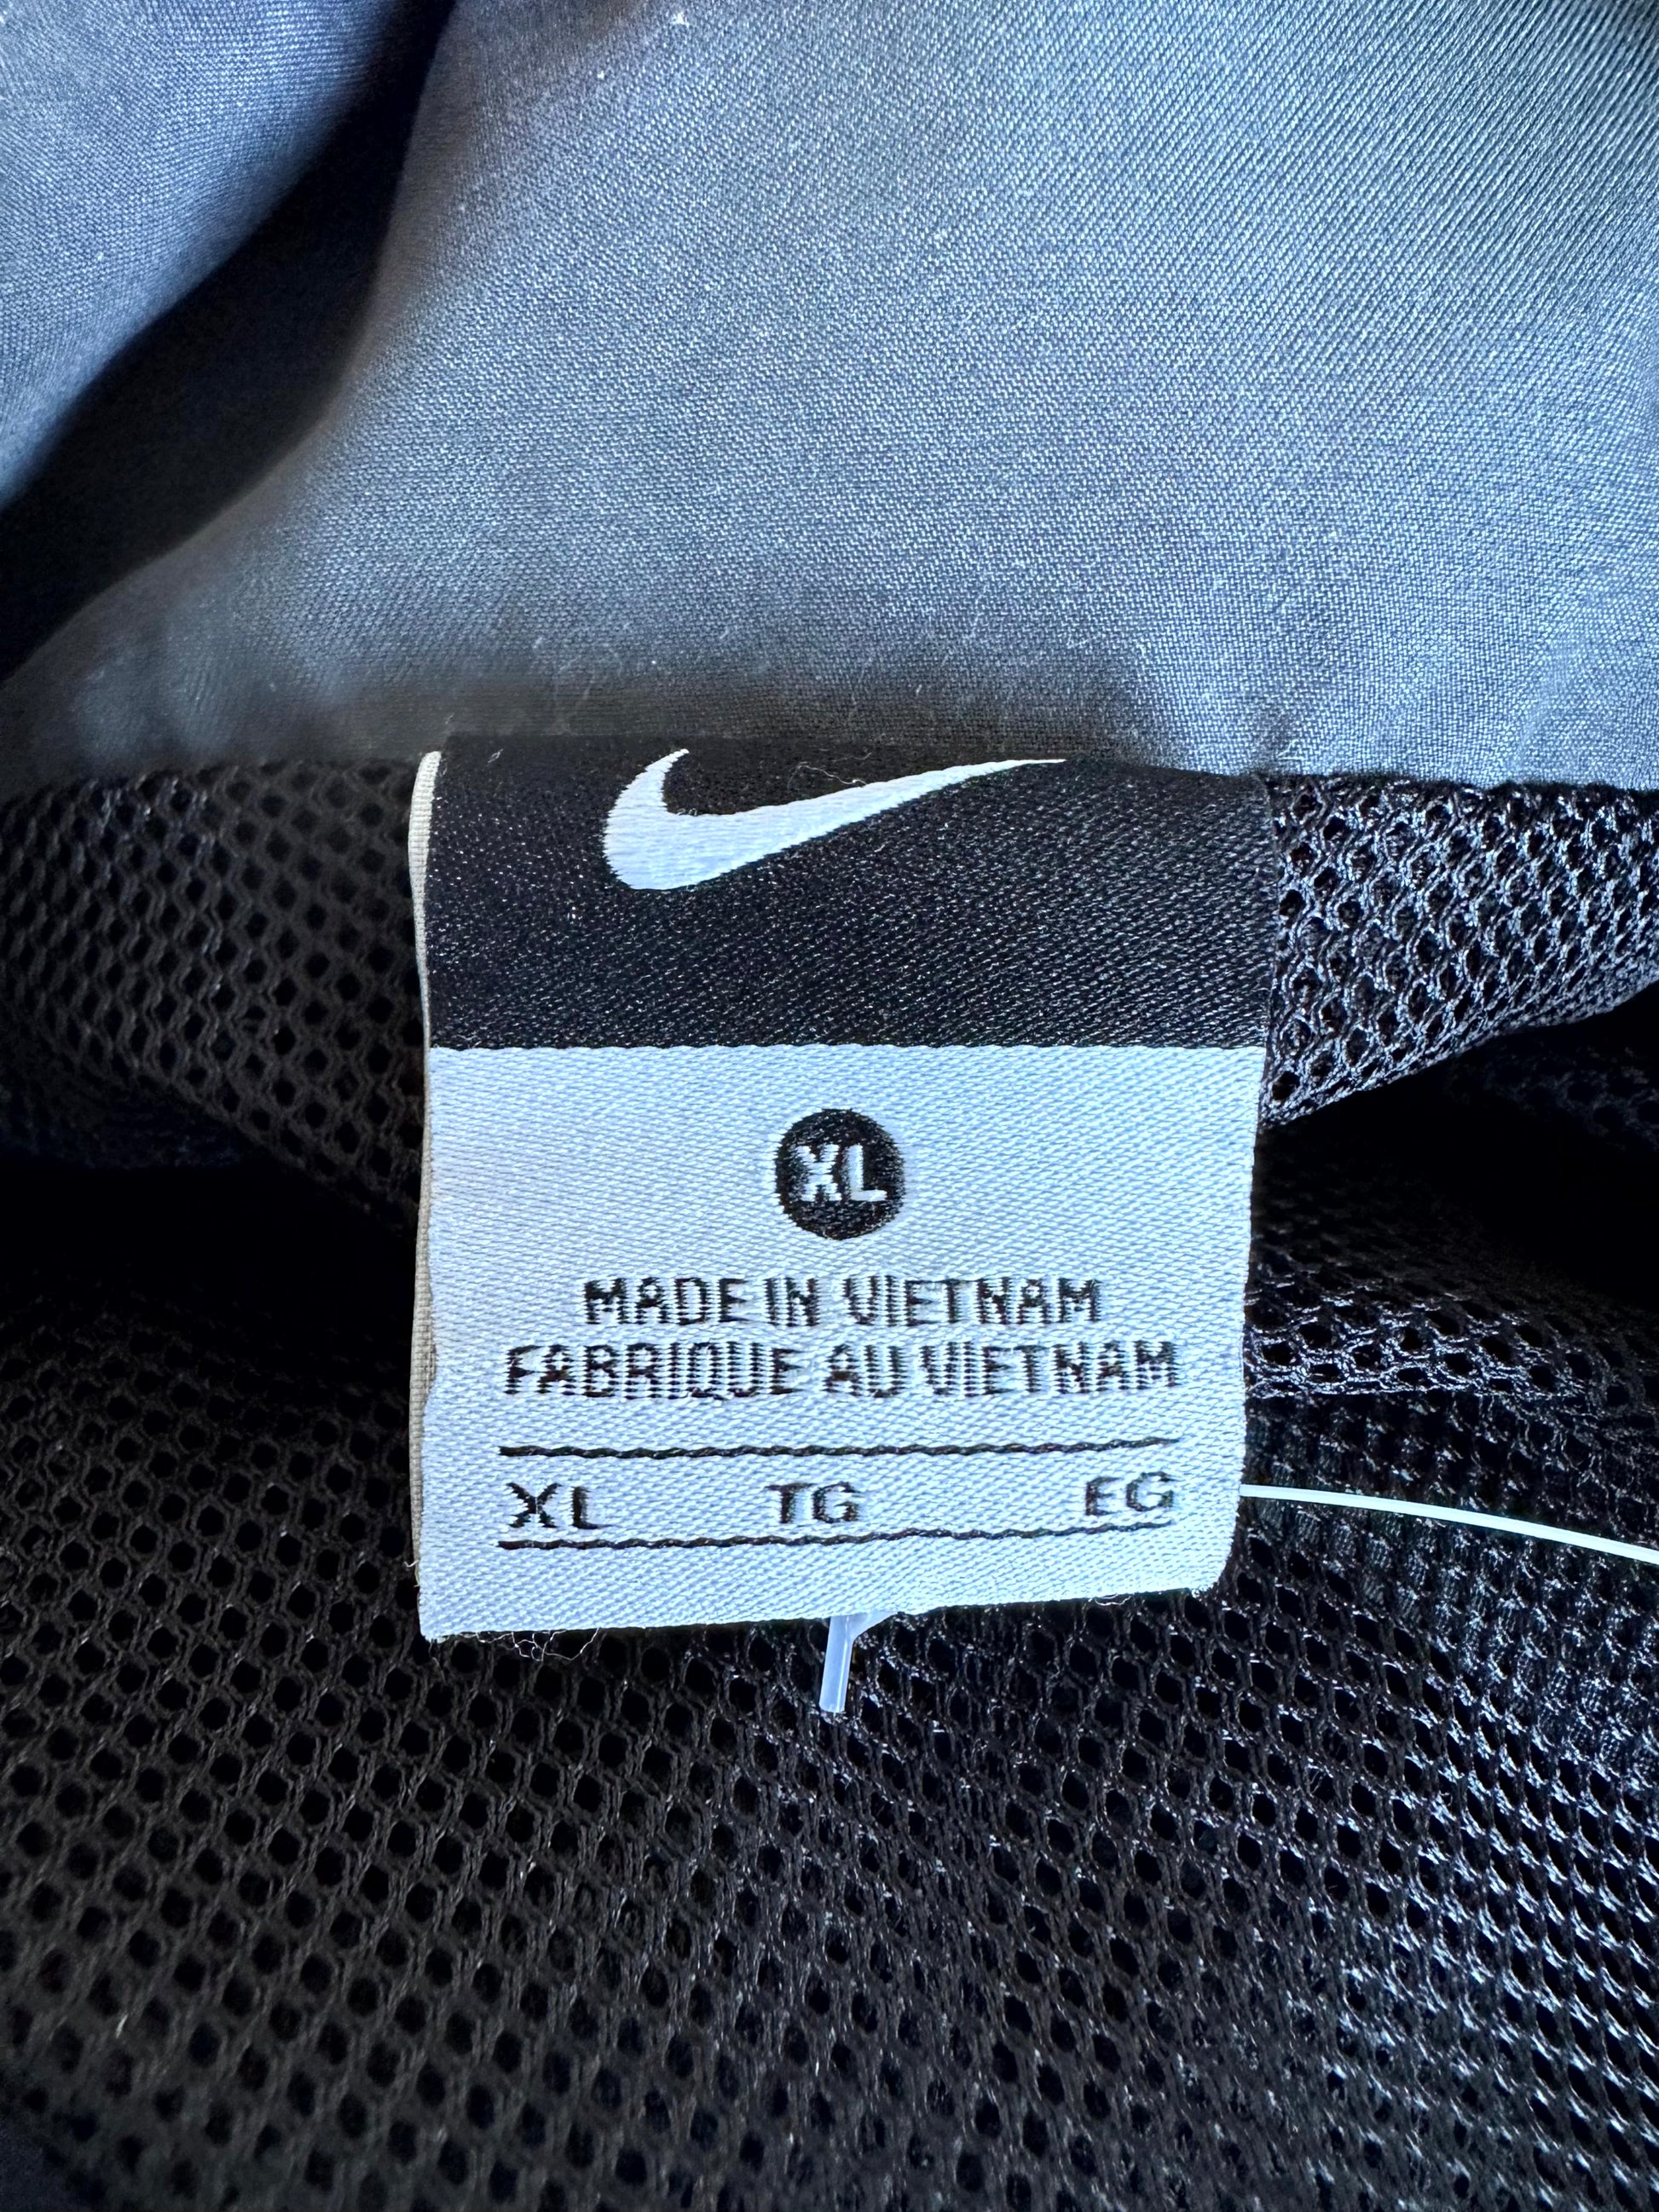 XL
MADE IN VIETNAM
FABRIQUE AU VIETNAM
XL TG EG